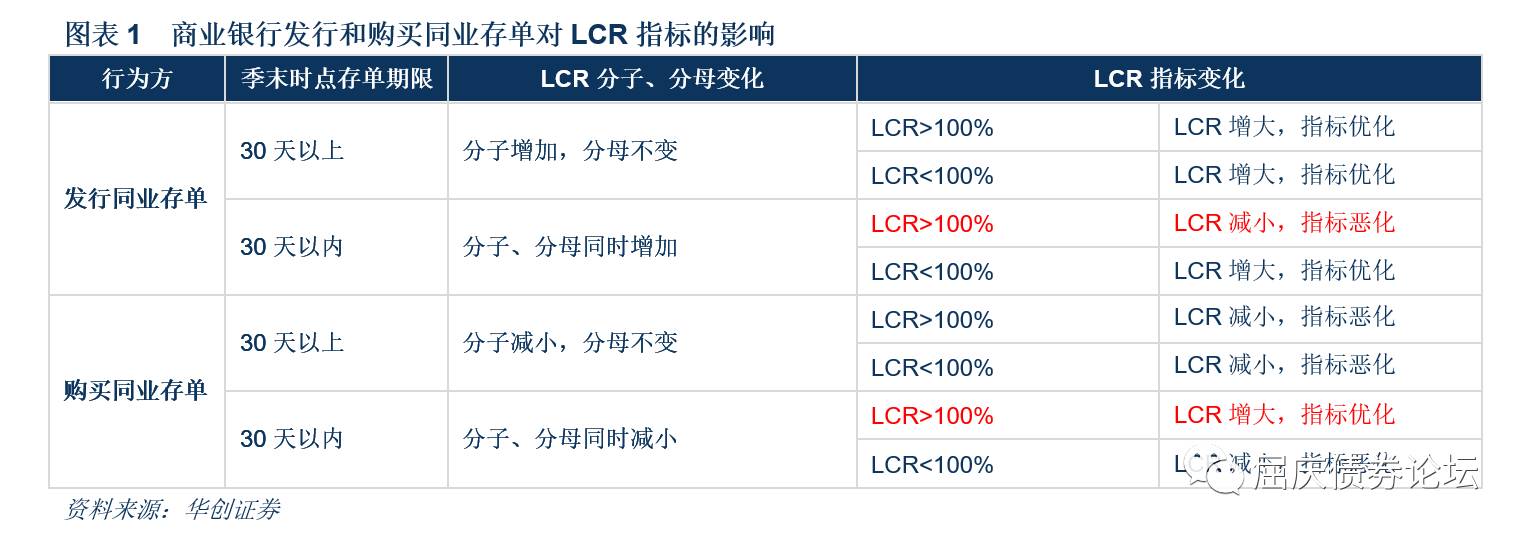 图表 1 商业银行发行和购买同业存单对 LCR 指标的影响
行为方 季末时点存单期限 LCR 分子、分母变化 LCR 指标变化
发行同业存单
30 天以上
分子增加，分母不变
LCR>100% LCR 增大，指标优化
LCR<100% LCR 增大，指标优化
30 天以内
分子、分母同时增加
LCR>100% LCR 减小，指标恶化
LCR<100% LCR 增大，指标优化
购买同业存单
30 天以上
分子减小，分母不变
LCR>100% LCR 减小，指标恶化
LCR<100% LCR 减小，指标恶化
30 天以内
分子、分母同时减小
LCR>100% LCR 增大，指标优化
LCR<100% LCR 减小，指标恶化
屈庆债券论坛
资料来源：华创证券